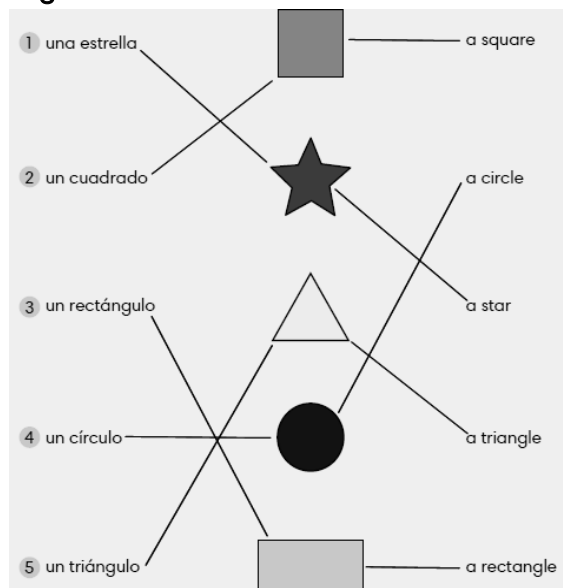 1 una estrella
a square
2 un cuadrado
a circle
3 un rectángulo
a star
4 un círculo
a triangle
5 un triángulo
a rectangle